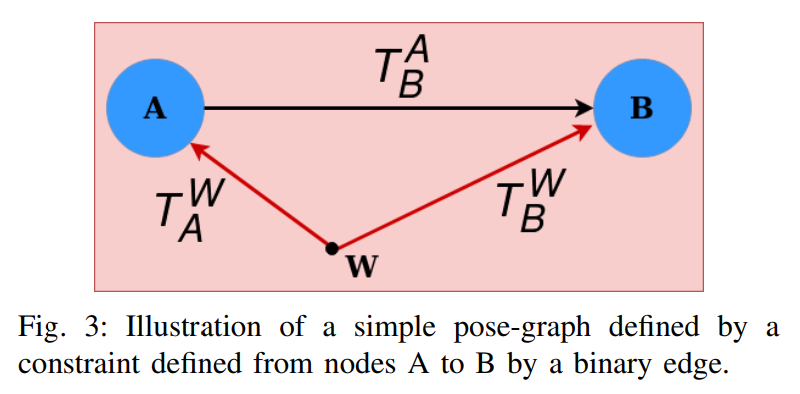 T_B^A
A
B
T_A^W
T_B^W
W
Fig. 3: Illustration of a simple pose-graph defined by a
constraint defined from nodes A to B by a binary edge.